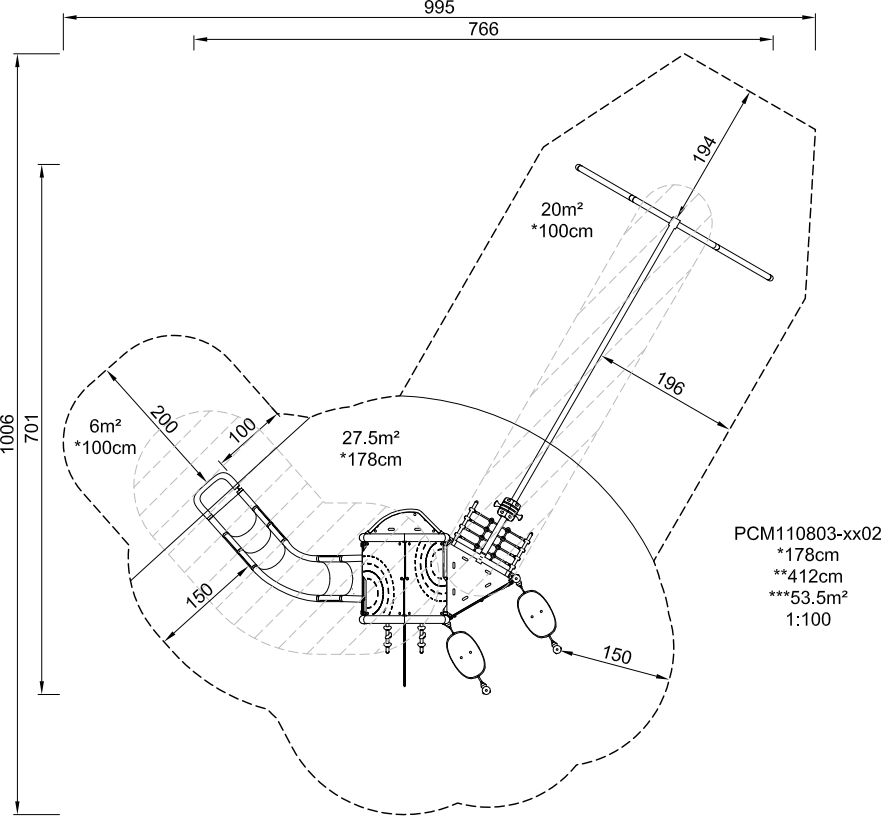 995
766
194
20m²
*100cm
196
1006
701
200
100
6m²
*100cm
27.5m²
*178cm
150
150
PCM110803-xx02
*178cm
**412cm
***53.5m²
1:100